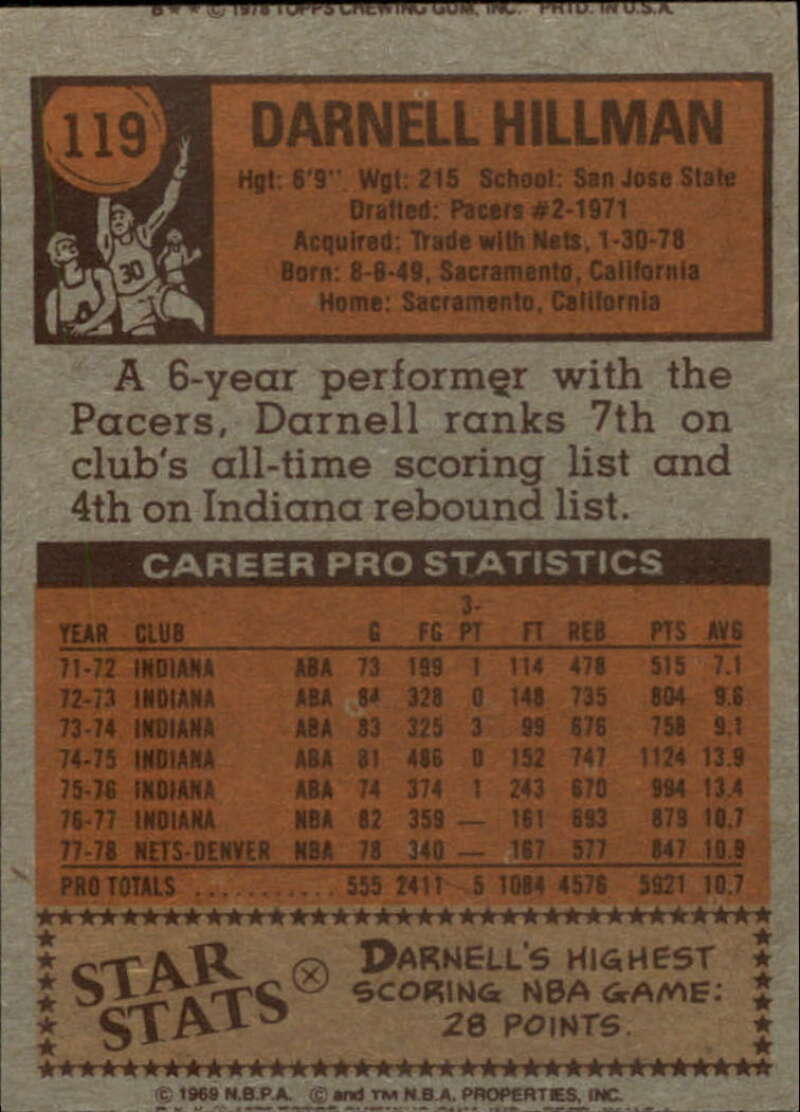 © 1978 TOPPS CHEWING GUM, INC. PRTD. IN U.S.A.
119
DARNELL HILLMAN
Hgt: 6'9" Wgt: 215 School: San Jose State
Drafted: Pacers #2-1971
Acquired: Trade with Nets, 1-30-78
Born: 8-8-49, Sacramento, California
Home: Sacramento, California
30
A 6-year performer with the
Pacers, Darnell ranks 7th on
club's all-time scoring list and
4th on Indiana rebound list.
CAREER PRO STATISTICS
YEAR CLUB G FG 3-PT FT REB PTS AVG
71-72 INDIANA ABA 73 199 1 114 478 515 7.1
72-73 INDIANA ABA 84 328 0 148 735 804 9.6
73-74 INDIANA ABA 83 325 3 99 676 758 9.1
74-75 INDIANA ABA 81 486 0 152 747 1124 13.9
75-76 INDIANA ABA 74 374 1 243 670 994 13.4
76-77 INDIANA NBA 82 359 — 161 693 879 10.7
77-78 NETS-DENVER NBA 78 340 — 167 577 847 10.9
PRO TOTALS ............ 555 2411 5 1084 4576 5921 10.7
STAR
STATS
DARNELL'S HIGHEST
SCORING NBA GAME:
28 POINTS.
© 1969 N.B.P.A. © and TM N.B.A. PROPERTIES, INC.